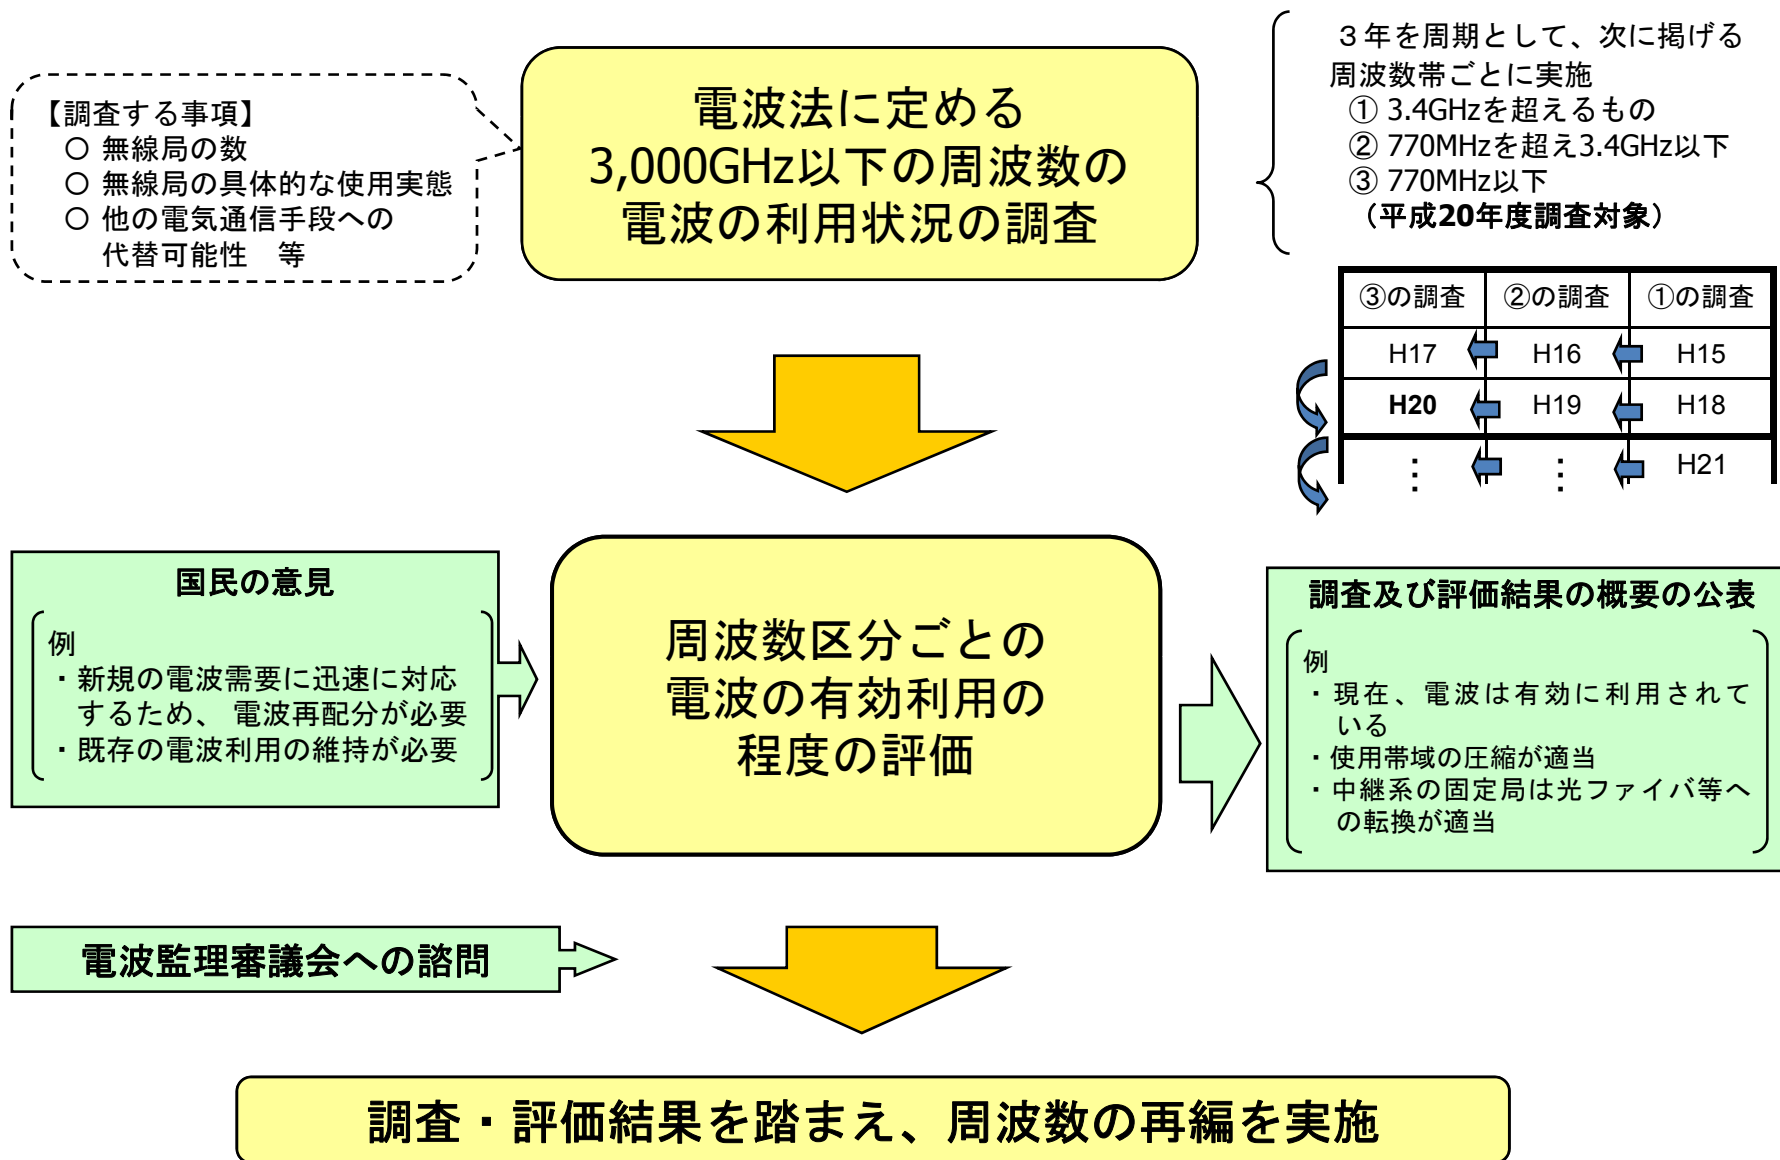 【調査する事項】
○ 無線局の数
○ 無線局の具体的な使用実態
○ 他の電気通信手段への
代替可能性　等
電波法に定める
3,000GHz以下の周波数の
電波の利用状況の調査
３年を周期として、次に掲げる
周波数帯ごとに実施
① 3.4GHzを超えるもの
② 770MHzを超え3.4GHz以下
③ 770MHz以下
（平成20年度調査対象）
③の調査 ②の調査 ①の調査
H17 H16 H15
H20 H19 H18
⋮ ⋮ H21
国民の意見
例
・新規の電波需要に迅速に対応
するため、 電波再配分が必要
・既存の電波利用の維持が必要
周波数区分ごとの
電波の有効利用の
程度の評価
調査及び評価結果の概要の公表
例
・現在、電波は有効に利用されて
いる
・使用帯域の圧縮が適当
・中継系の固定局は光ファイバ等へ
の転換が適当
電波監理審議会への諮問
調査・評価結果を踏まえ、周波数の再編を実施